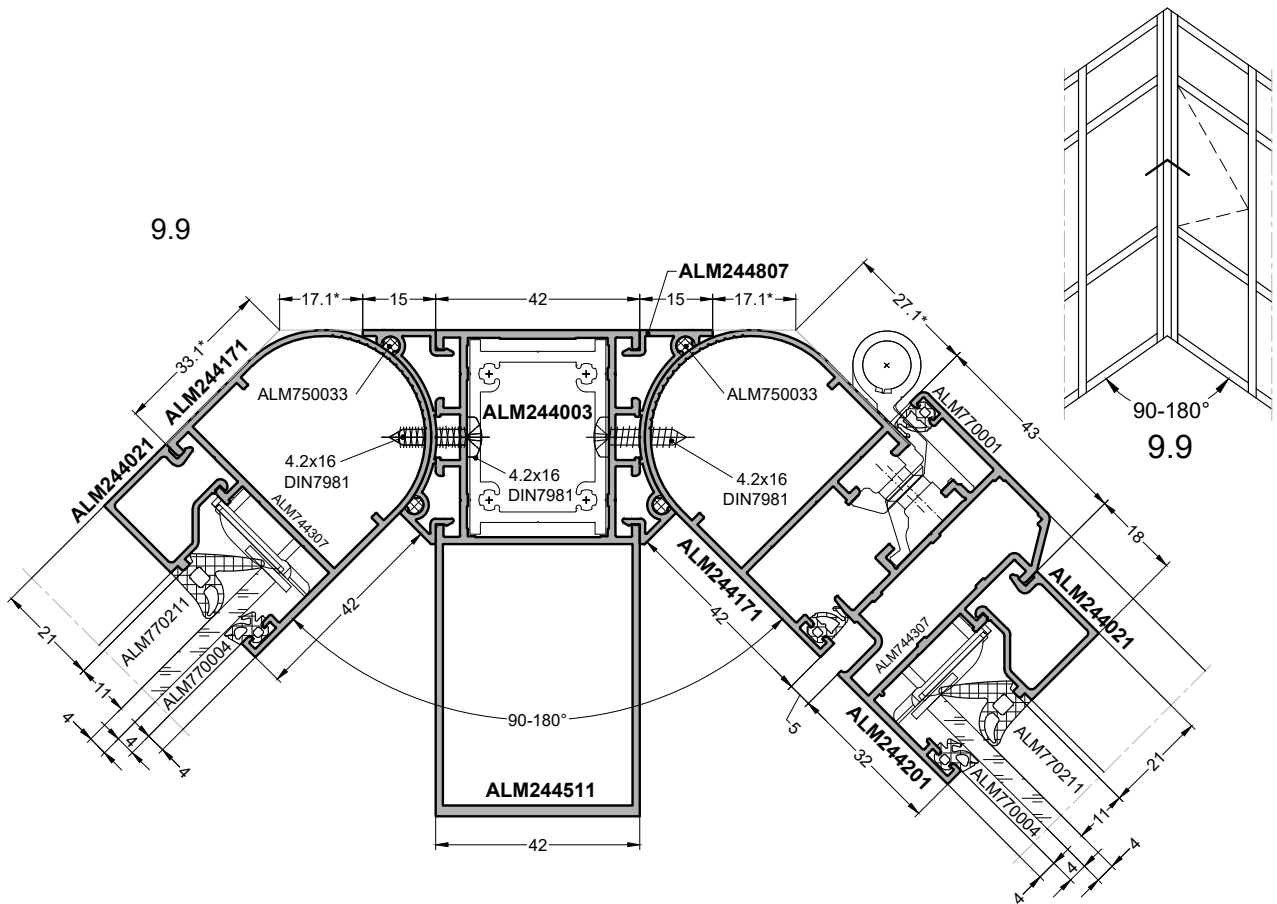 9.9
ALM244807
17.1*
15
42
15
17.1*
27.1*
33.1*
ALM244171
ALM244021
ALM750033
ALM244003
ALM750033
ALM770001
43
4.2x16
DIN7981
4.2x16
DIN7981
4.2x16
DIN7981
ALM744307
ALM770211
ALM770004
21
11
4
4
4
42
90-180°
ALM244511
42
42
ALM244171
5
32
ALM744307
ALM244201
ALM244021
18
ALM770211
ALM770004
21
11
4
4
4
90-180°
9.9